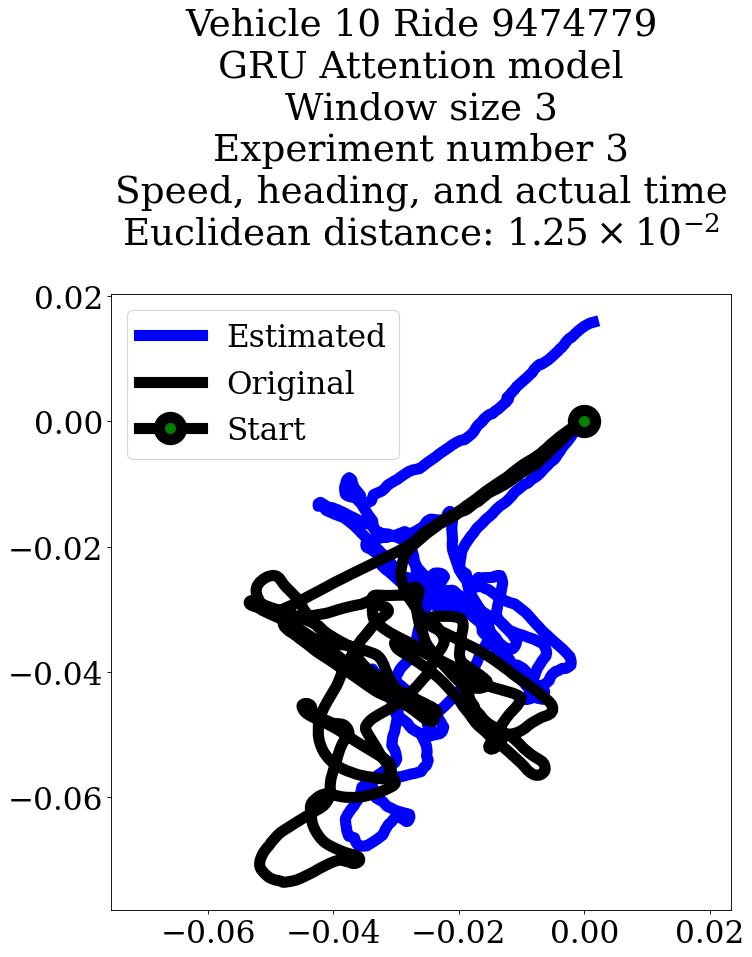 Vehicle 10 Ride 9474779
GRU Attention model
Window size 3
Experiment number 3
Speed, heading, and actual time
Euclidean distance: 1.25 × 10⁻²
0.02
Estimated
Original
Start
0.00
−0.02
−0.04
−0.06
−0.06 −0.04 −0.02 0.00 0.02